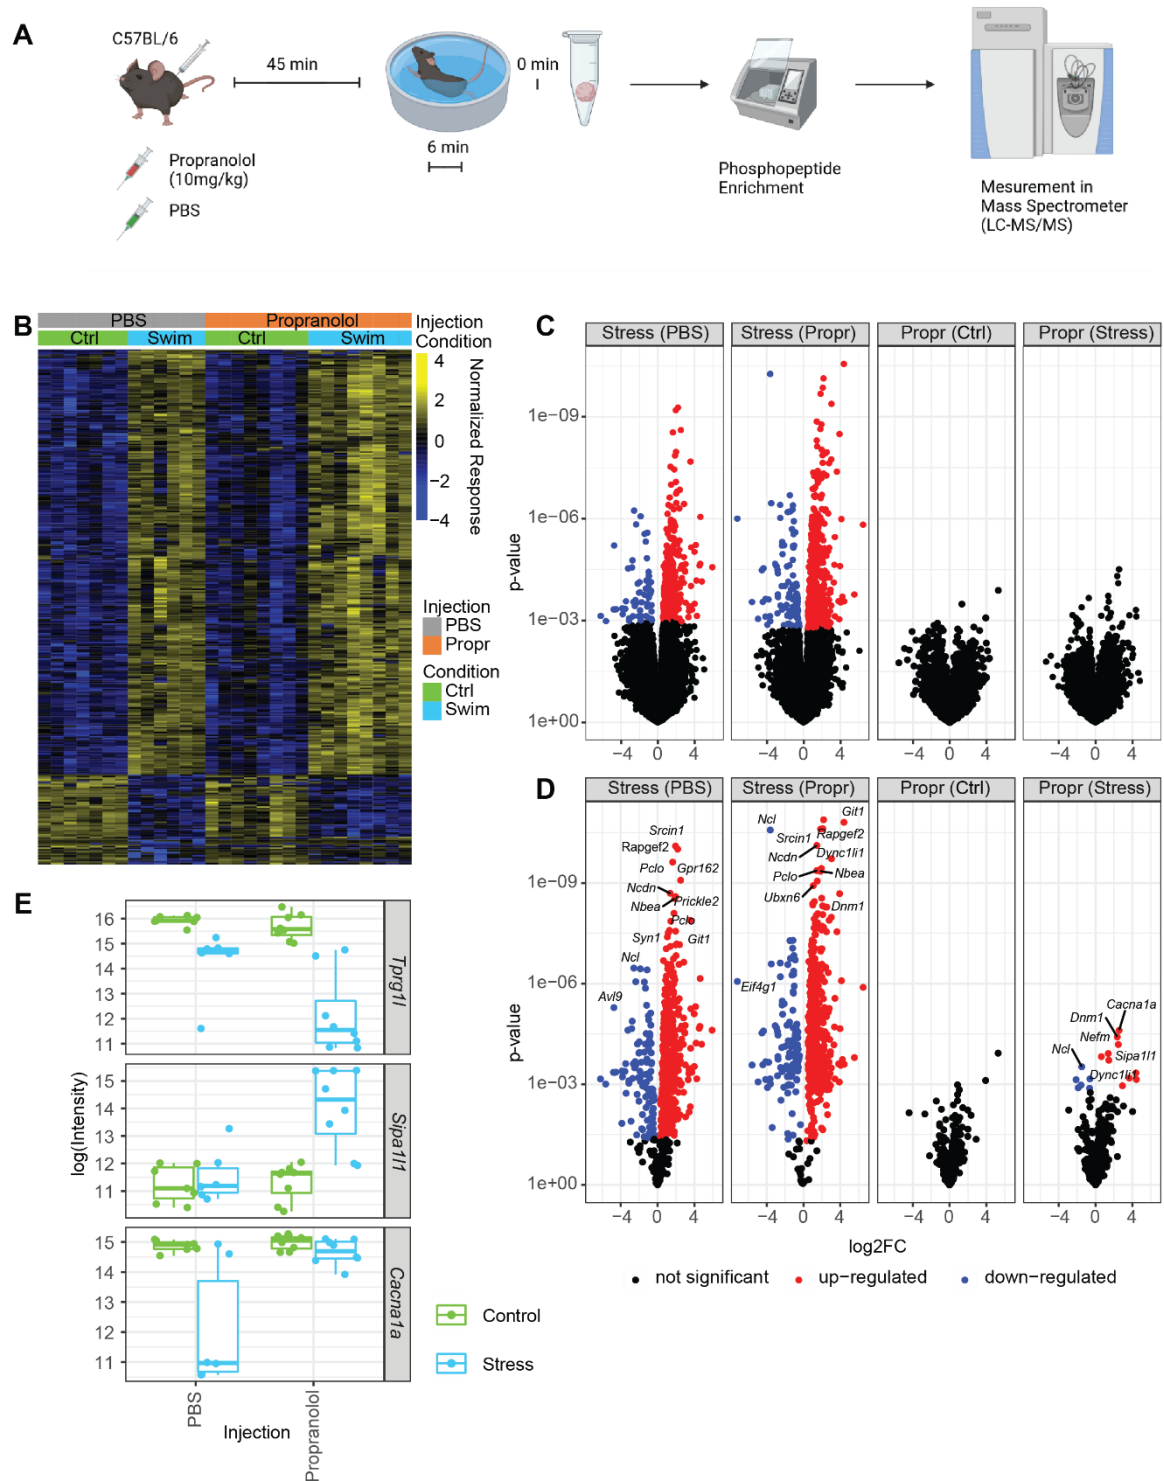 A
C57BL/6
45 min
0 min
6 min
Propranolol
(10mg/kg)
PBS
Phosphopeptide
Enrichment
Mesurement in
Mass Spectrometer
(LC-MS/MS)
B
PBS
Propranolol
Injection
Ctrl
Swim
Ctrl
Swim
Condition
4
2
0
−2
−4
Normalized Response
Injection
PBS
Propr
Condition
Ctrl
Swim
C
Stress (PBS)
Stress (Propr)
Propr (Ctrl)
Propr (Stress)
1e−09
1e−06
1e−03
1e+00
p-value
−4 0 4
−4 0 4
−4 0 4
−4 0 4
D
Stress (PBS)
Stress (Propr)
Propr (Ctrl)
Propr (Stress)
Srcin1
Rapgef2
Pclo
Gpr162
Ncdn
Nbea
Prickle2
Pclo
Syn1
Git1
Ncl
Avl9
Ncl
Git1
Srcin1
Rapgef2
Ncdn
Dync1li1
Pclo
Nbea
Ubxn6
Dnm1
Eif4g1
Cacna1a
Dnm1
Nefm
Ncl
Sipa1l1
Dync1li1
1e−09
1e−06
1e−03
1e+00
p-value
−4 0 4
−4 0 4
−4 0 4
−4 0 4
log2FC
not significant
up−regulated
down−regulated
E
16
15
14
13
12
11
Tprg1l
15
14
13
12
11
Sipa1l1
15
14
13
12
11
Cacna1a
log(Intensity)
PBS
Propranolol
Injection
Control
Stress